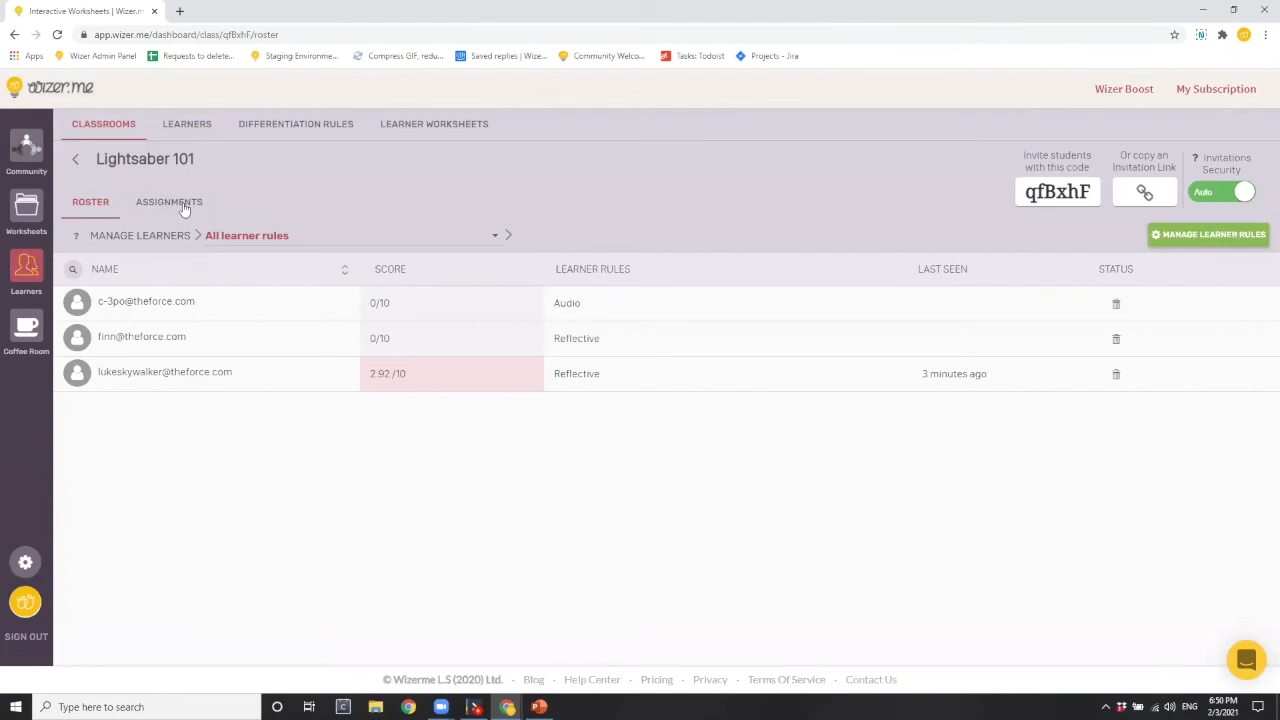 Interactive Worksheets | Wizer.m
app.wizer.me/dashboard/class/qfBxhF/roster
Apps
Wizer Admin Panel
Requests to delete...
Staging Environme...
Compress GIF, redu...
Saved replies | Wize...
Community Welco...
Tasks: Todoist
Projects - Jira
wizer.me
Wizer Boost
My Subscription
CLASSROOMS
LEARNERS
DIFFERENTIATION RULES
LEARNER WORKSHEETS
Community
Worksheets
Learners
Coffee Room
SIGN OUT
Lightsaber 101
Invite students
with this code
qfBxhF
Or copy an
Invitation Link
? Invitations
Security
Auto
ROSTER
ASSIGNMENTS
? MANAGE LEARNERS > All learner rules
MANAGE LEARNER RULES
NAME
SCORE
LEARNER RULES
LAST SEEN
STATUS
c-3po@theforce.com
0/10
Audio
finn@theforce.com
0/10
Reflective
lukeskywalker@theforce.com
2.92 /10
Reflective
3 minutes ago
© Wizerme L.S (2020) Ltd. · Blog · Help Center · Pricing · Privacy · Terms Of Service · Contact Us
Type here to search
ENG
6:50 PM
2/3/2021